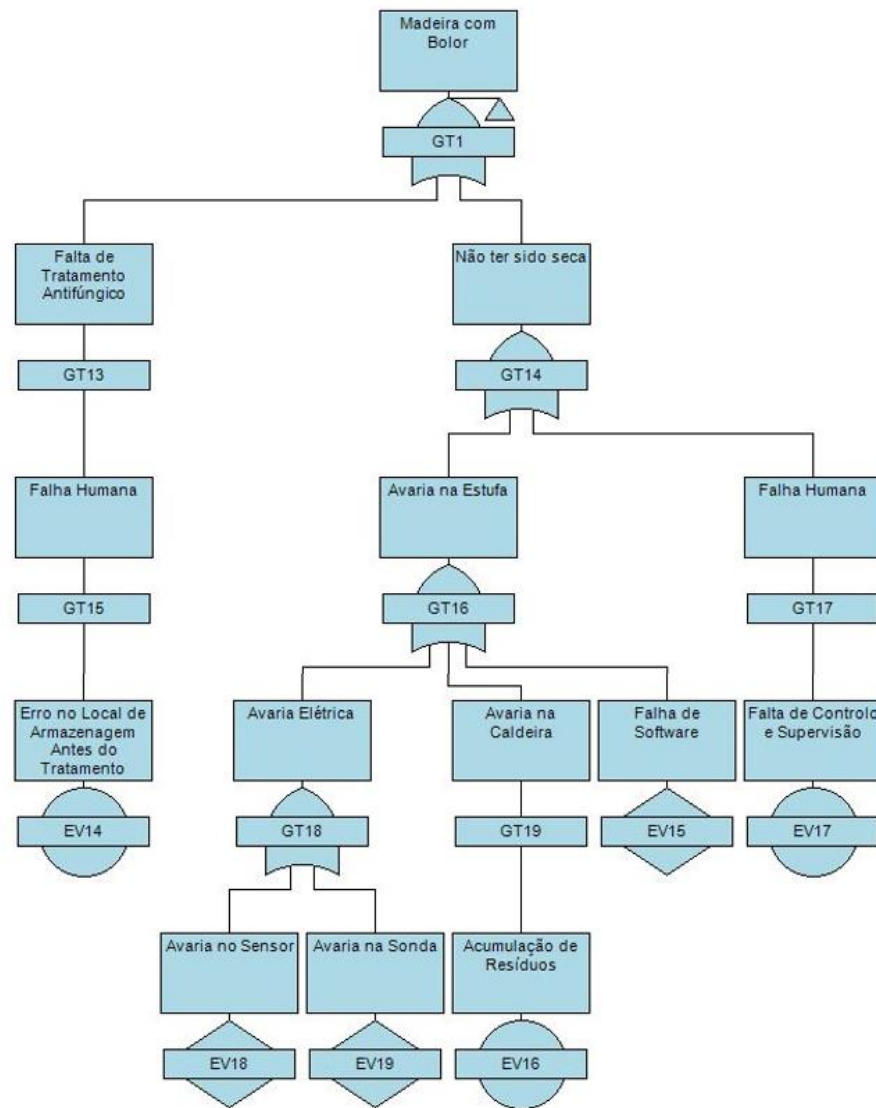 Madeira com
Bolor
GT1
Falta de
Tratamento
Antifúngico
Não ter sido seca
GT13
GT14
Falha Humana
Avaria na Estufa
Falha Humana
GT15
GT16
GT17
Erro no Local de
Armazenagem
Antes do
Tratamento
Avaria Elétrica
Avaria na
Caldeira
Falha de
Software
Falta de Controlo
e Supervisão
EV14
GT18
GT19
EV15
EV17
Avaria no Sensor
Avaria na Sonda
Acumulação de
Resíduos
EV18
EV19
EV16